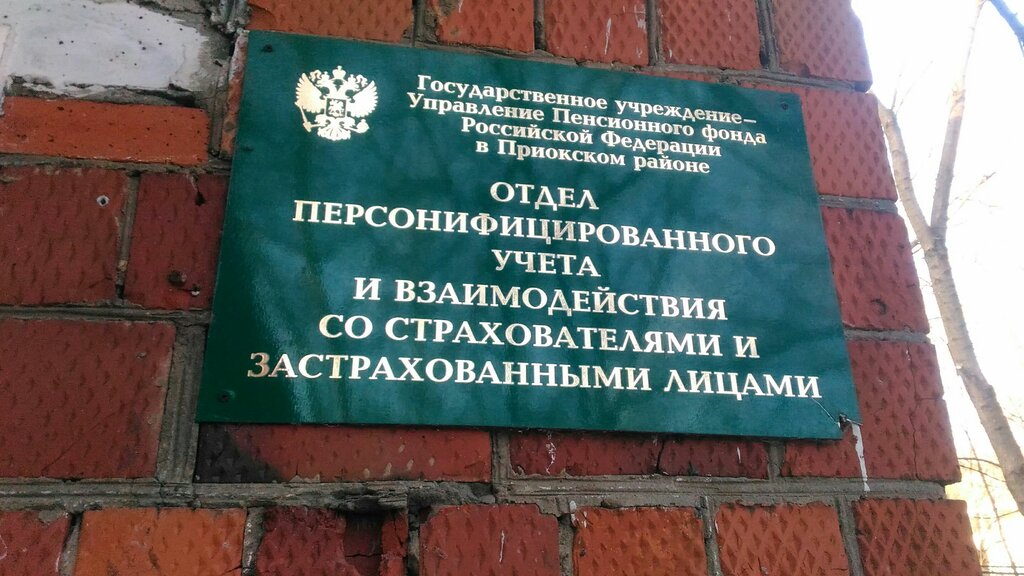 Государственное учреждение–
Управление Пенсионного фонда
Российской Федерации
в Приокском районе
ОТДЕЛ
ПЕРСОНИФИЦИРОВАННОГО
УЧЕТА
И ВЗАИМОДЕЙСТВИЯ
СО СТРАХОВАТЕЛЯМИ И
ЗАСТРАХОВАННЫМИ ЛИЦАМИ